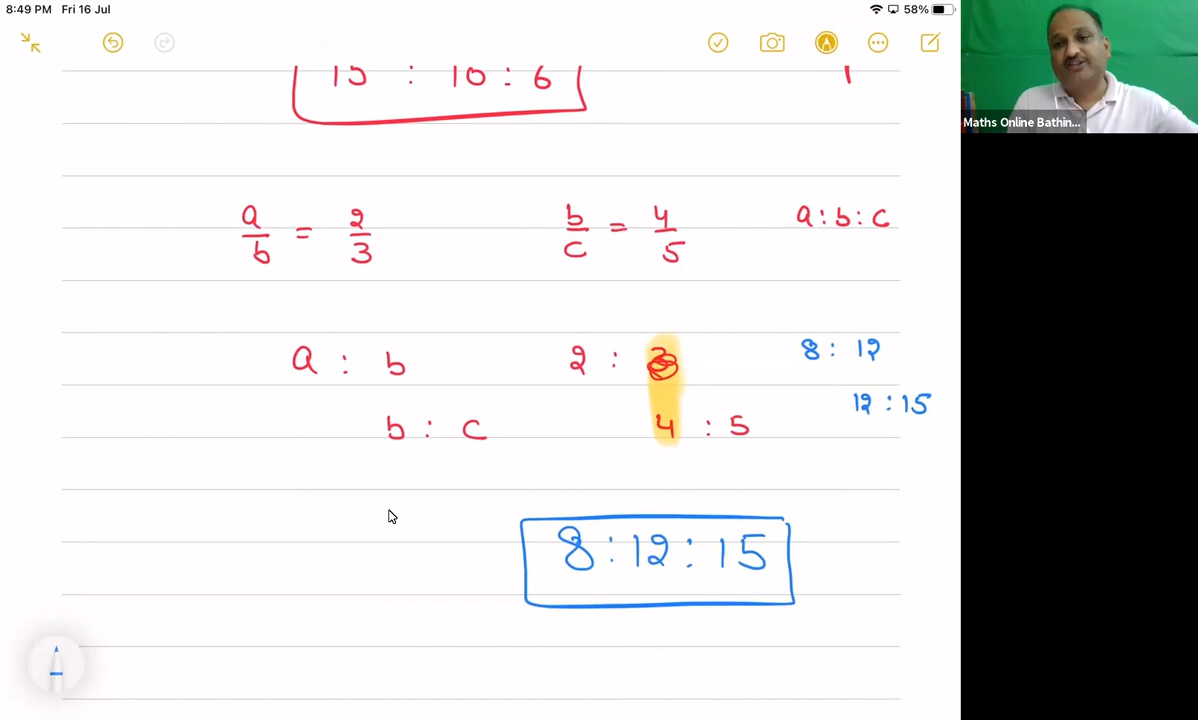 8:49 PM Fri 16 Jul
58%
15 : 10 : 6
Maths Online Bathin...
a/b = 2/3 b/c = 4/5 a:b:c
a : b 2 : 3 8 : 12
b : c 4 : 5 12 : 15
8 : 12 : 15